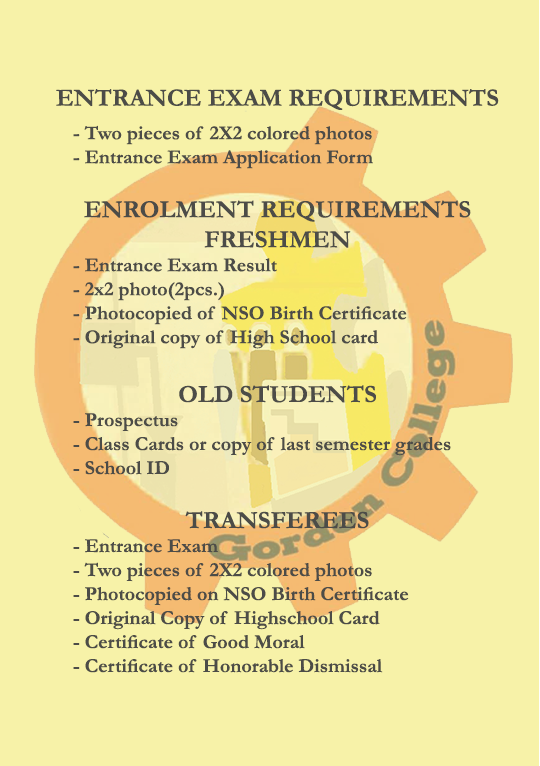 ENTRANCE EXAM REQUIREMENTS
- Two pieces of 2X2 colored photos
- Entrance Exam Application Form
ENROLMENT REQUIREMENTS
FRESHMEN
- Entrance Exam Result
- 2x2 photo(2pcs.)
- Photocopied of NSO Birth Certificate
- Original copy of High School card
OLD STUDENTS
- Prospectus
- Class Cards or copy of last semester grades
- School ID
TRANSFEREES
- Entrance Exam
- Two pieces of 2X2 colored photos
- Photocopied on NSO Birth Certificate
- Original Copy of Highschool Card
- Certificate of Good Moral
- Certificate of Honorable Dismissal
Gordon College